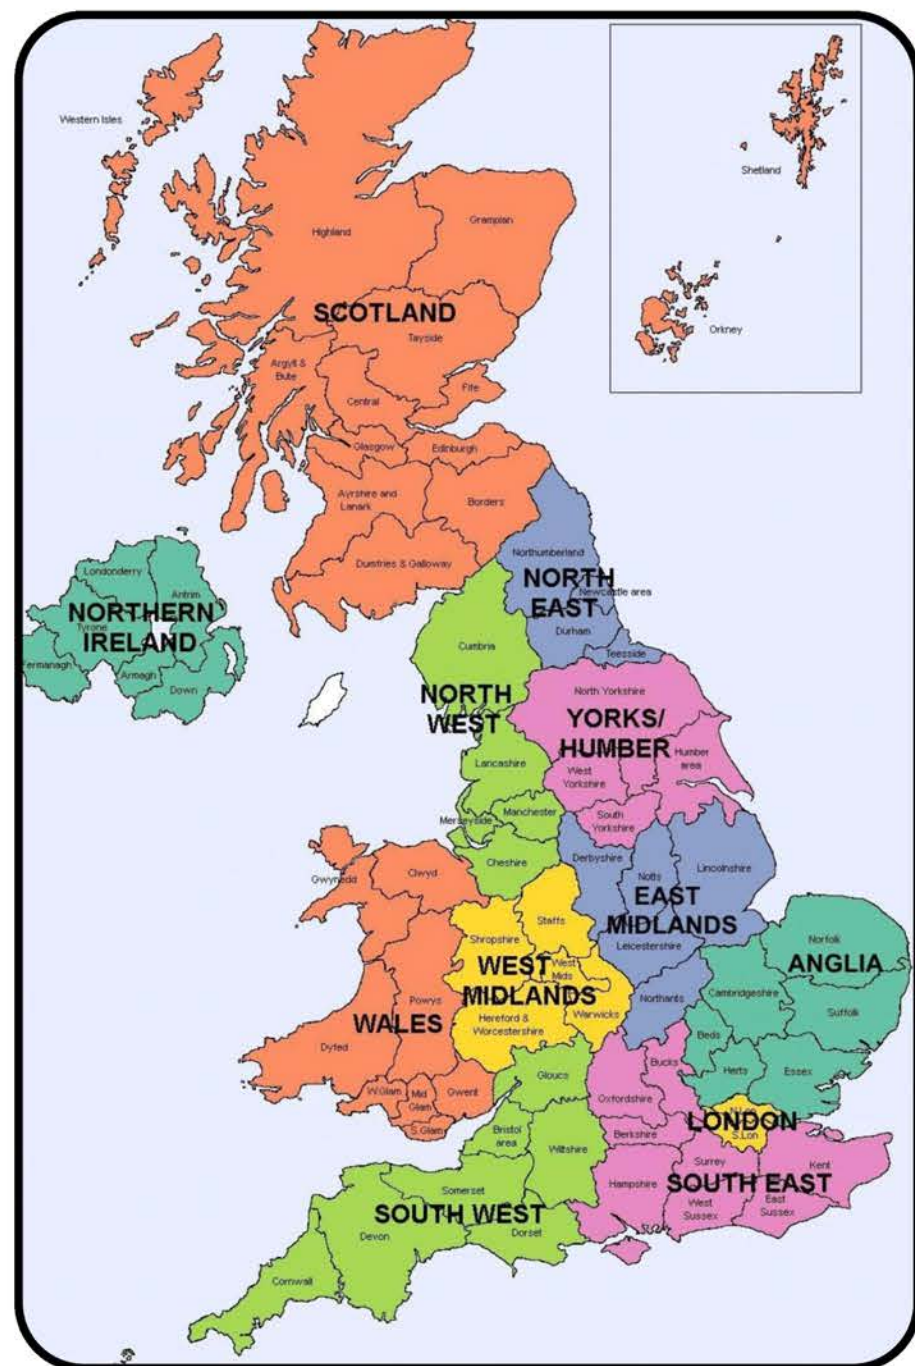 Western Isles
Shetland
Highland
Grampian
SCOTLAND
Orkney
Tayside
Argyll &
Bute
Fife
Central
Glasgow
Edinburgh
Ayrshire and
Lanark
Borders
Dumfries & Galloway
Northumberland
NORTH
EAST
Newcastle area
Durham
Teesside
Londonderry
Antrim
NORTHERN
IRELAND
Tyrone
Fermanagh
Armagh
Down
Cumbria
NORTH
WEST
Lancashire
Merseyside
Manchester
Cheshire
North Yorkshire
YORKS/
HUMBER
West
Yorkshire
Humber
area
South
Yorkshire
Derbyshire
Notts
Lincolnshire
EAST
MIDLANDS
Leicestershire
Northants
Gwynedd
Clwyd
Powys
WALES
Dyfed
W.Glam
Mid
Glam
Gwent
S.Glam
Staffs
Shropshire
WEST
MIDLANDS
West
Mids
Hereford &
Worcestershire
Warwicks
Norfolk
ANGLIA
Cambridgeshire
Suffolk
Beds
Herts
Essex
N.Lon
LONDON
S.Lon
Bucks
Oxfordshire
Berkshire
Surrey
Kent
SOUTH EAST
Hampshire
West
Sussex
East
Sussex
Gloucs
Bristol
area
Wiltshire
Somerset
SOUTH WEST
Devon
Dorset
Cornwall